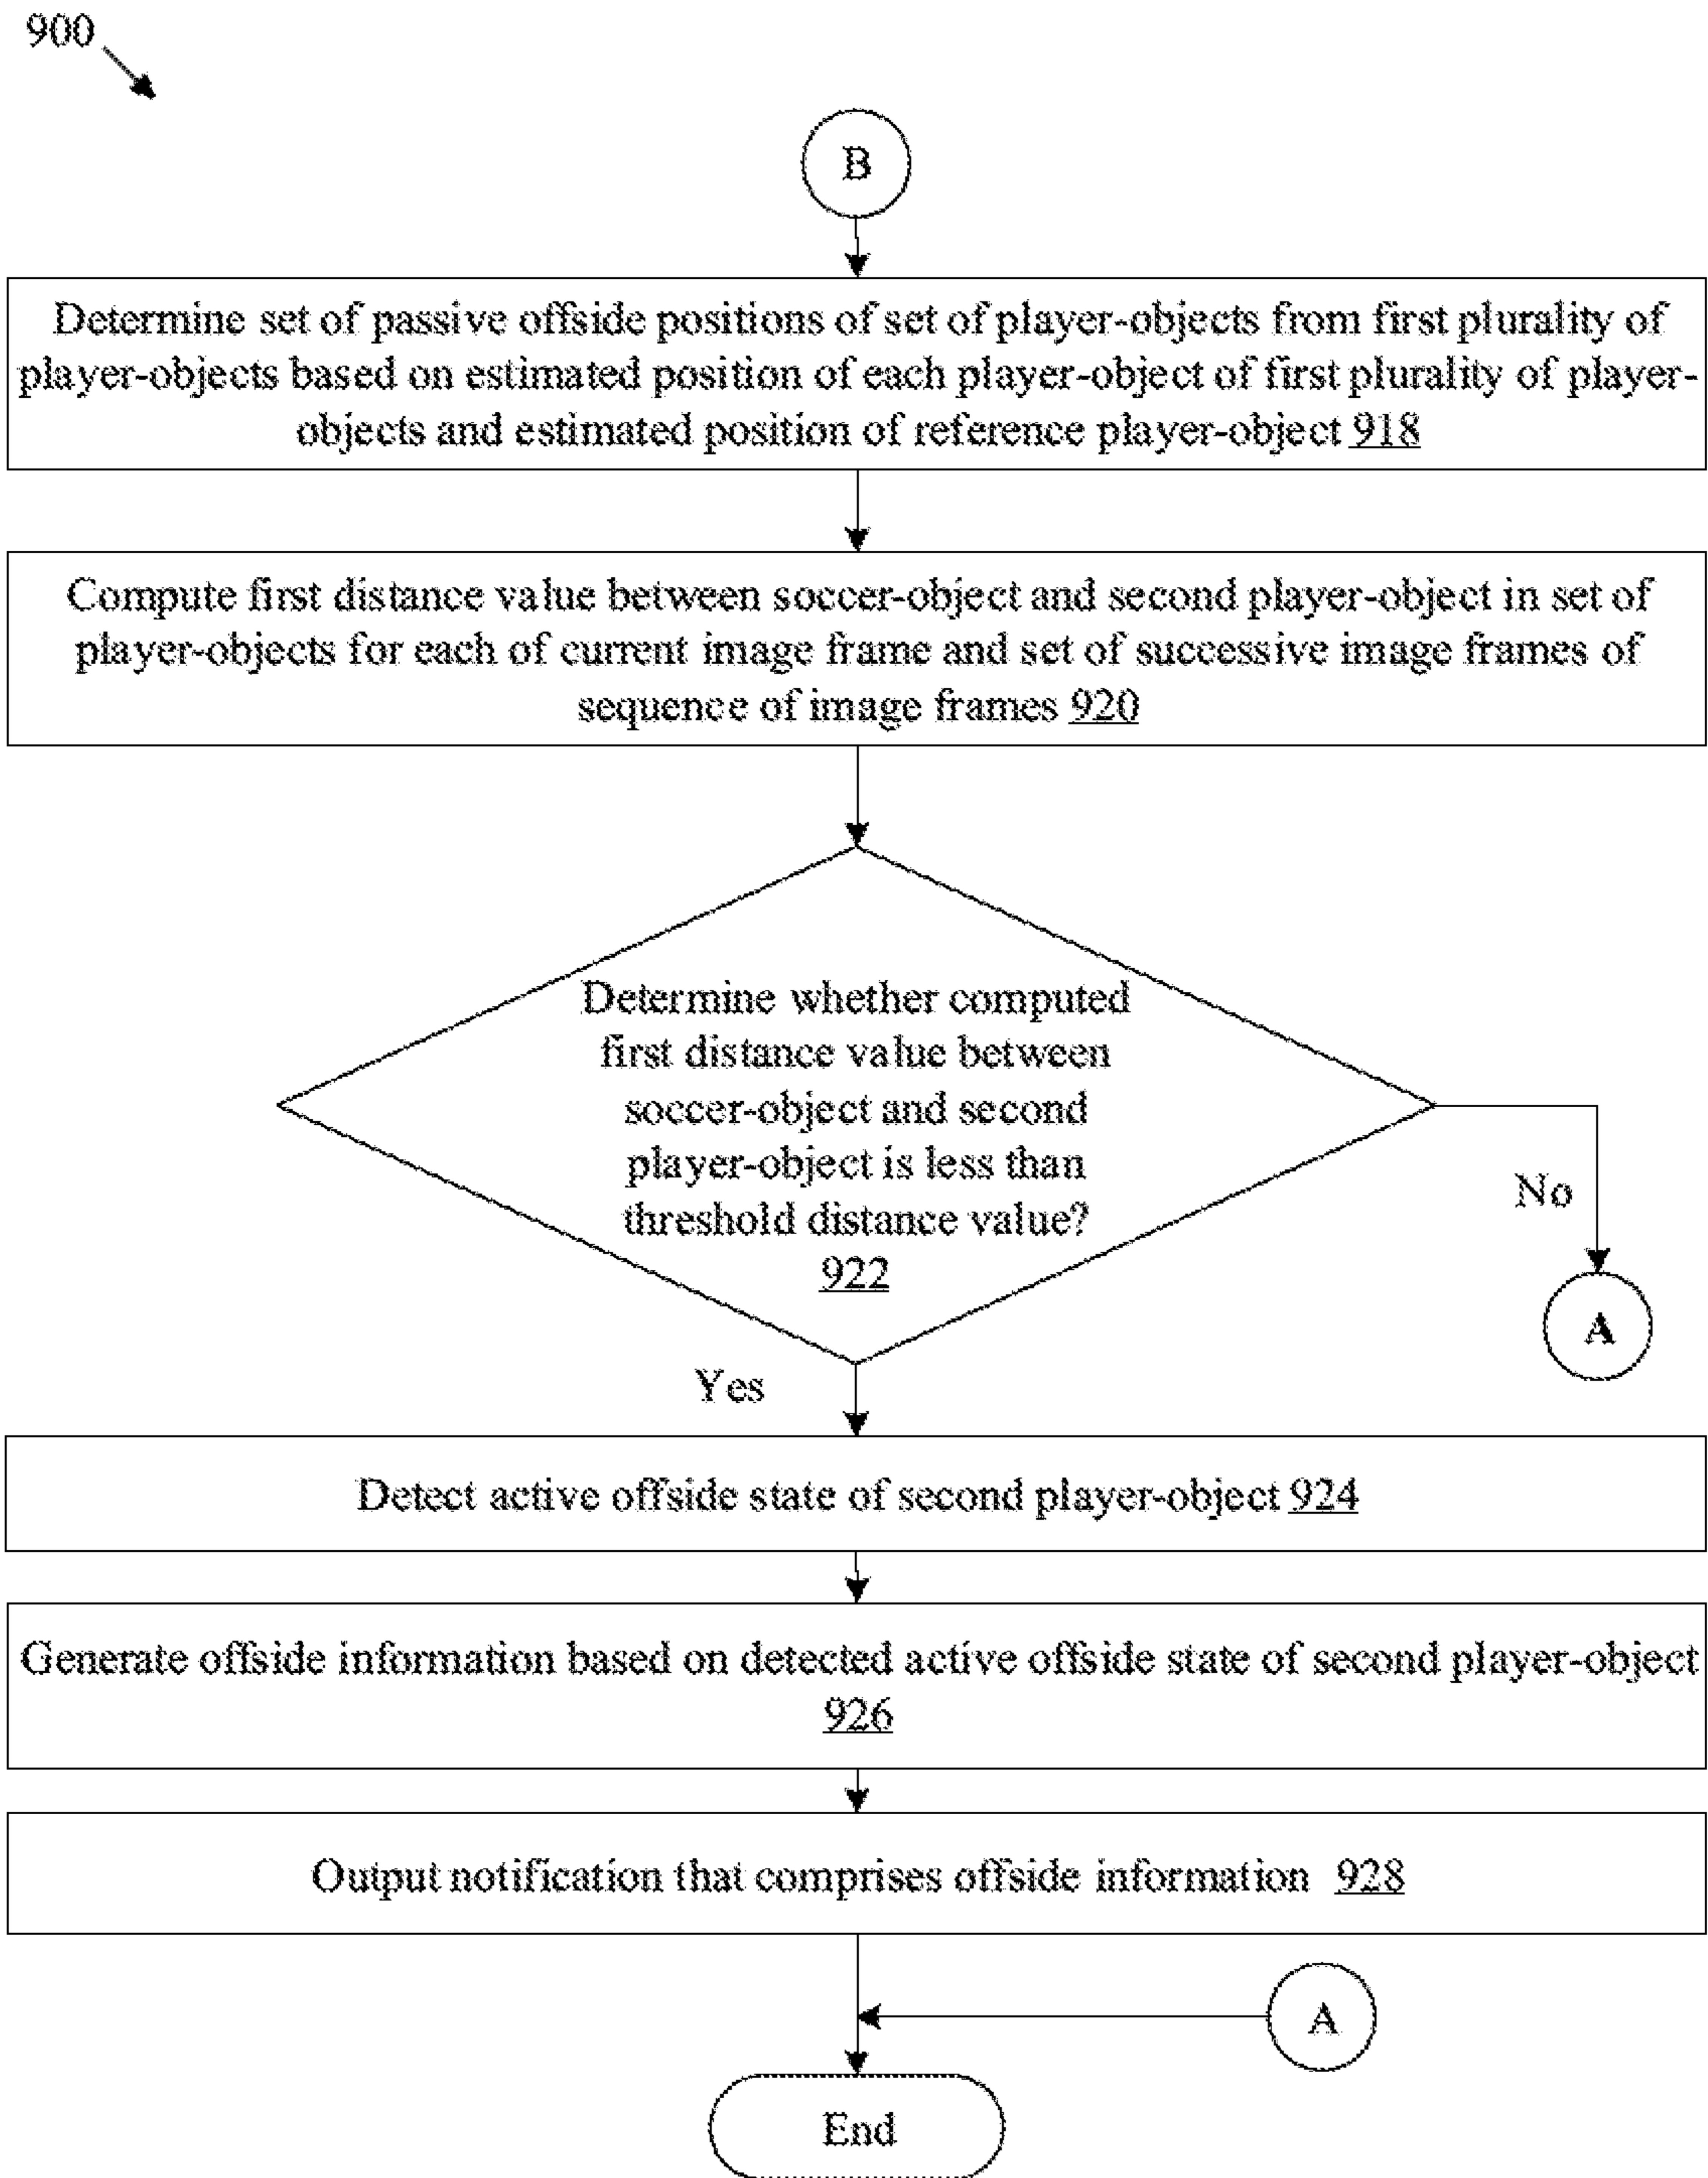 900
B
Determine set of passive offside positions of set of player-objects from first plurality of
player-objects based on estimated position of each player-object of first plurality of player-
objects and estimated position of reference player-object 918
Compute first distance value between soccer-object and second player-object in set of
player-objects for each of current image frame and set of successive image frames of
sequence of image frames 920
Determine whether computed
first distance value between
soccer-object and second
player-object is less than
threshold distance value?
922
No
A
Yes
Detect active offside state of second player-object 924
Generate offside information based on detected active offside state of second player-object
926
Output notification that comprises offside information 928
A
End